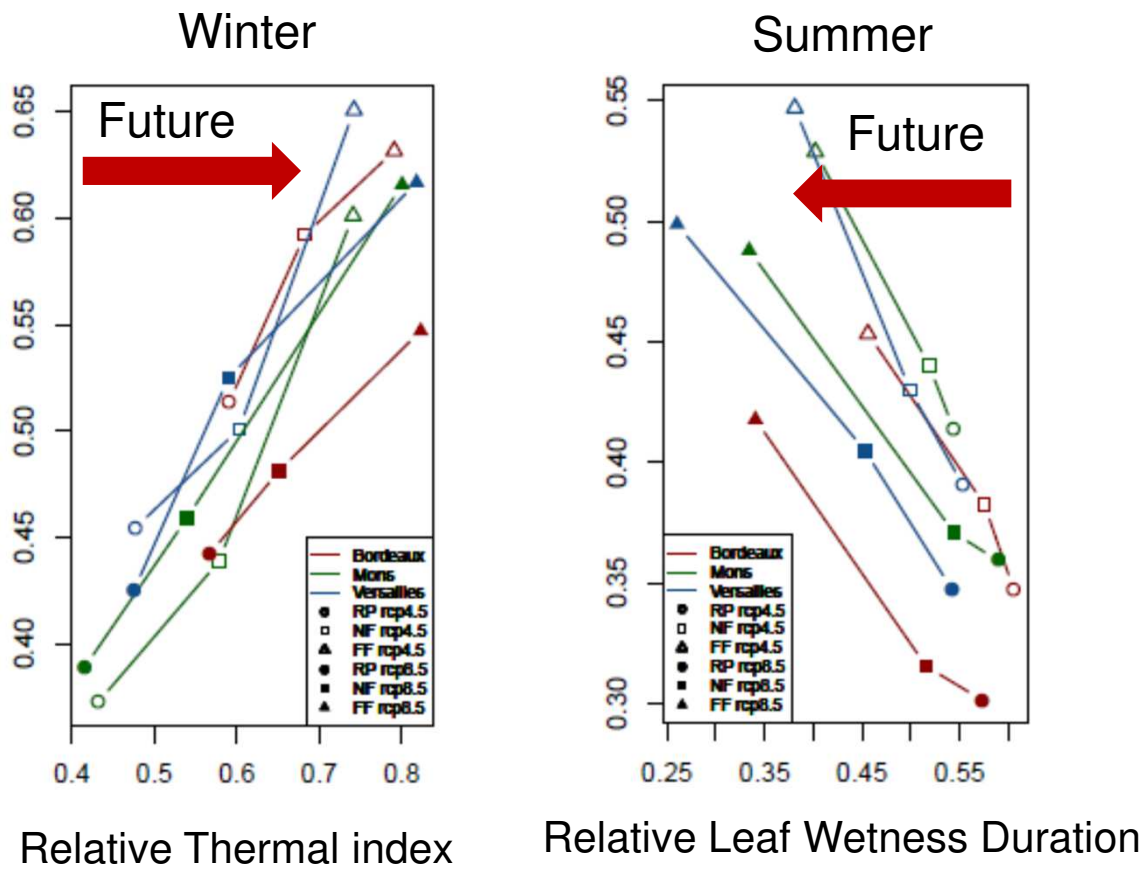 Winter
Future
0.65
0.60
0.55
0.50
0.45
0.40
Bordeaux
Mons
Versailles
RP rcp4.5
NF rcp4.5
FF rcp4.5
RP rcp8.5
NF rcp8.5
FF rcp8.5
0.4 0.5 0.6 0.7 0.8
Relative Thermal index
Summer
Future
0.55
0.50
0.45
0.40
0.35
0.30
Bordeaux
Mons
Versailles
RP rcp4.5
NF rcp4.5
FF rcp4.5
RP rcp8.5
NF rcp8.5
FF rcp8.5
0.25 0.35 0.45 0.55
Relative Leaf Wetness Duration